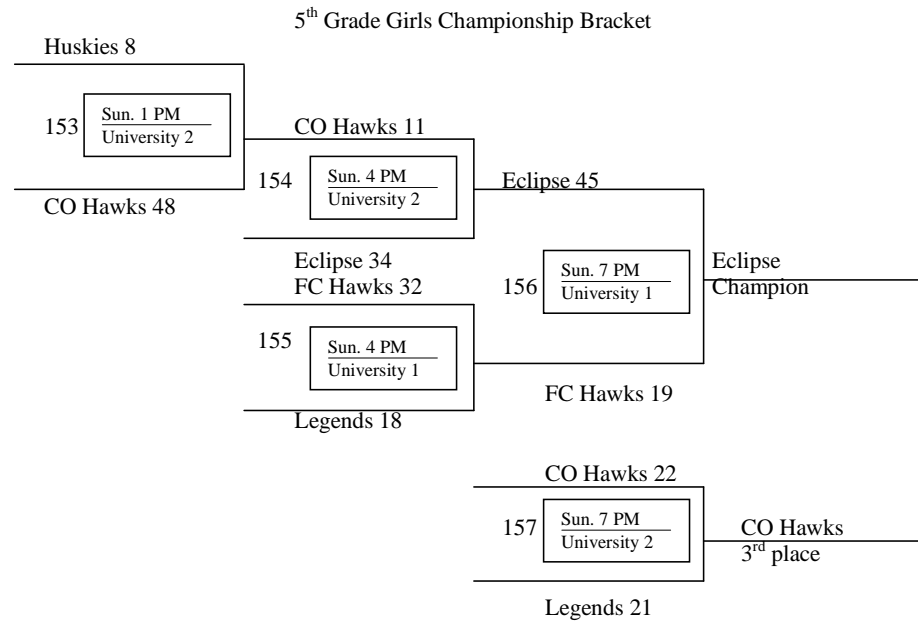 5th Grade Girls Championship Bracket
Huskies 8
153
Sun. 1 PM
University 2
CO Hawks 48
CO Hawks 11
154
Sun. 4 PM
University 2
Eclipse 34
FC Hawks 32
155
Sun. 4 PM
University 1
Legends 18
Eclipse 45
156
Sun. 7 PM
University 1
FC Hawks 19
Eclipse
Champion
CO Hawks 22
157
Sun. 7 PM
University 2
Legends 21
CO Hawks
3rd place